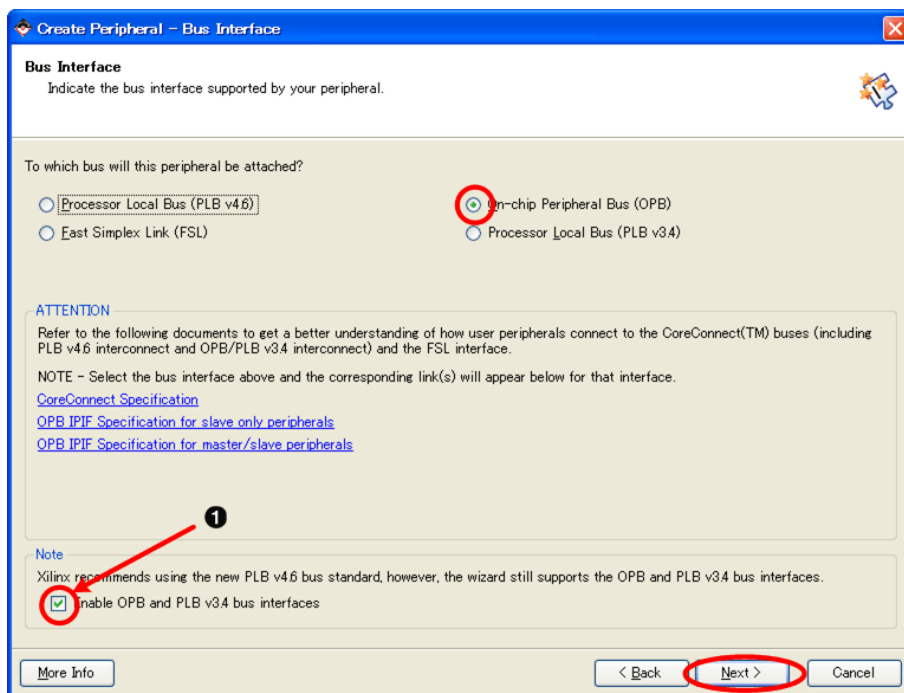 Create Peripheral - Bus Interface
Bus Interface
Indicate the bus interface supported by your peripheral.
To which bus will this peripheral be attached?
Processor Local Bus (PLB v4.6)
On-chip Peripheral Bus (OPB)
Fast Simplex Link (FSL)
Processor Local Bus (PLB v3.4)
ATTENTION
Refer to the following documents to get a better understanding of how user peripherals connect to the CoreConnect(TM) buses (including
PLB v4.6 interconnect and OPB/PLB v3.4 interconnect) and the FSL interface.
NOTE - Select the bus interface above and the corresponding link(s) will appear below for that interface.
CoreConnect Specification
OPB IPIF Specification for slave only peripherals
OPB IPIF Specification for master/slave peripherals
❶
Note
Xilinx recommends using the new PLB v4.6 bus standard, however, the wizard still supports the OPB and PLB v3.4 bus interfaces.
Enable OPB and PLB v3.4 bus interfaces
More Info
< Back
Next >
Cancel